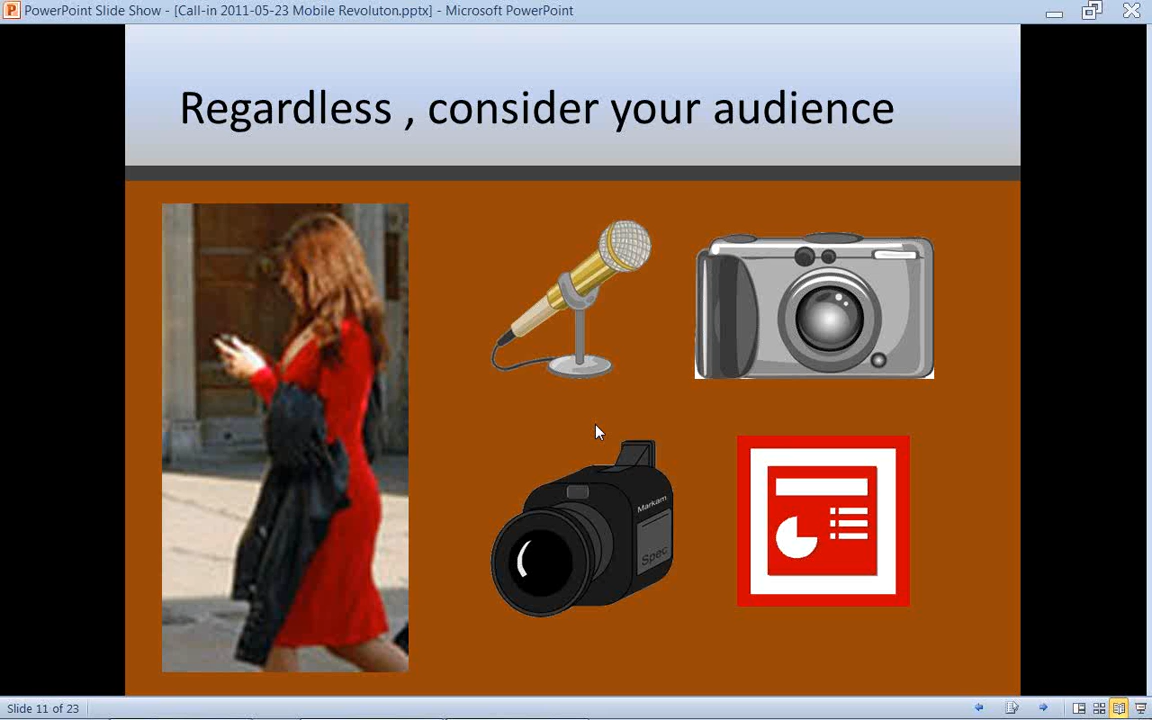 PowerPoint Slide Show - [Call-in 2011-05-23 Mobile Revoluton.pptx] - Microsoft PowerPoint
Regardless , consider your audience
Markam
Spec
Slide 11 of 23